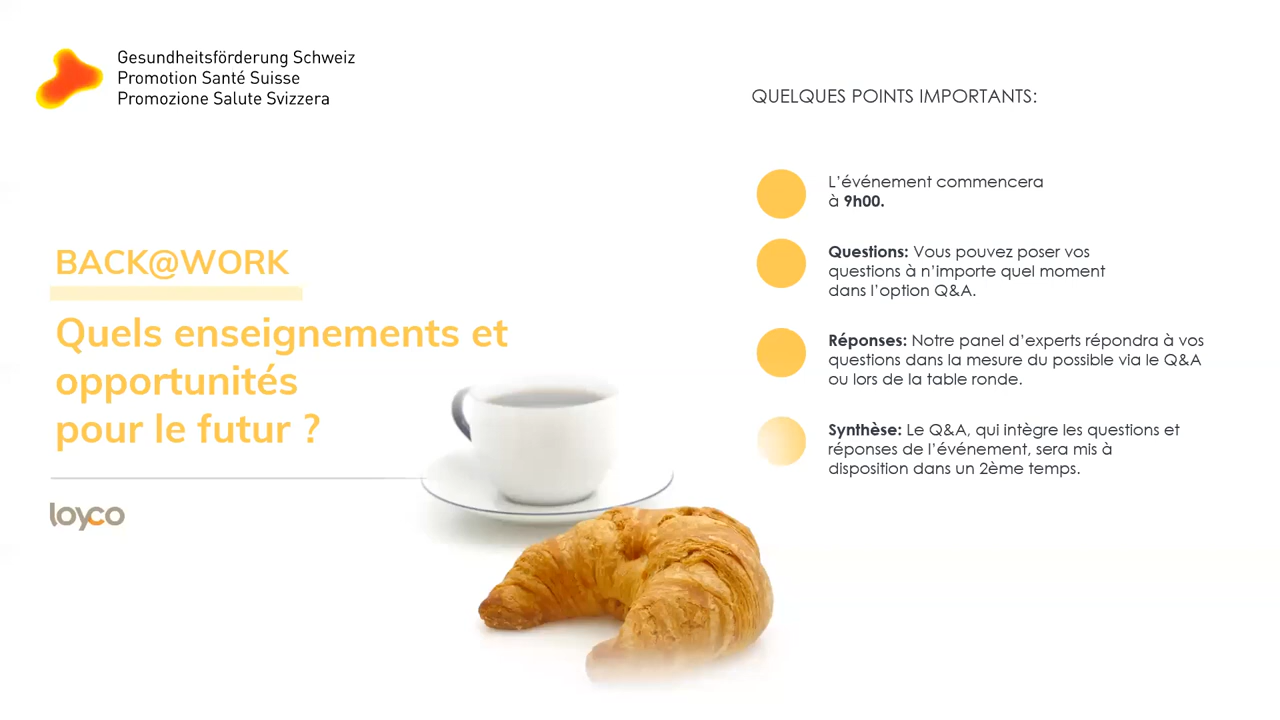 Gesundheitsförderung Schweiz
Promotion Santé Suisse
Promozione Salute Svizzera
BACK@WORK
Quels enseignements et
opportunités
pour le futur ?
loyco
QUELQUES POINTS IMPORTANTS:
L’événement commencera
à 9h00.
Questions: Vous pouvez poser vos
questions à n’importe quel moment
dans l’option Q&A.
Réponses: Notre panel d’experts répondra à vos
questions dans la mesure du possible via le Q&A
ou lors de la table ronde.
Synthèse: Le Q&A, qui intègre les questions et
réponses de l’événement, sera mis à
disposition dans un 2ème temps.